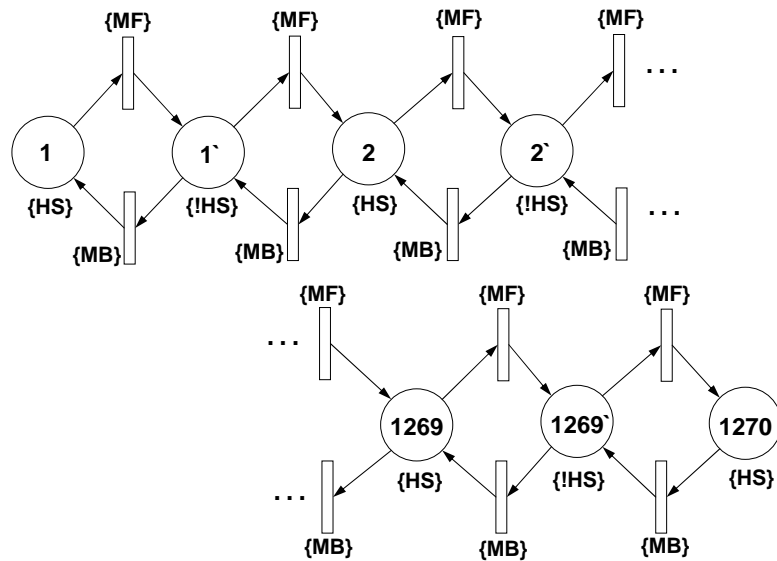 {MF} {MF} {MF} {MF}
...
1 1` 2 2`
{HS} {!HS} {HS} {!HS}
...
{MB} {MB} {MB} {MB}
{MF} {MF} {MF}
...
1269 1269` 1270
{HS} {!HS} {HS}
...
{MB} {MB} {MB}